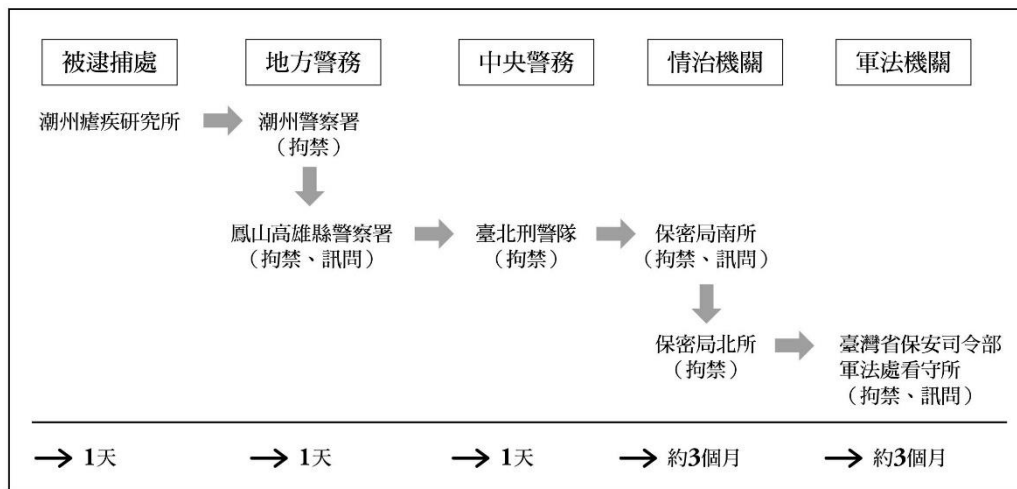 被逮捕處 地方警務 中央警務 情治機關 軍法機關
潮州瘧疾研究所 潮州警察署
（拘禁）
鳳山高雄縣警察署 臺北刑警隊 保密局南所
（拘禁、訊問） （拘禁） （拘禁、訊問）
保密局北所 臺灣省保安司令部
（拘禁） 軍法處看守所
（拘禁、訊問）
1天 1天 1天 約3個月 約3個月